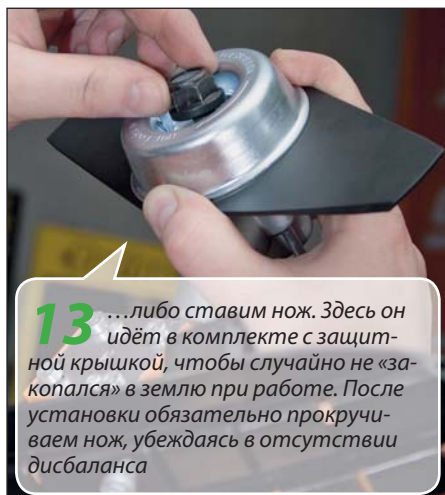 13 …либо ставим нож. Здесь он
идёт в комплекте с защит-
ной крышкой, чтобы случайно не «за-
копался» в землю при работе. После
установки обязательно прокручи-
ваем нож, убеждаясь в отсутствии
дисбаланса